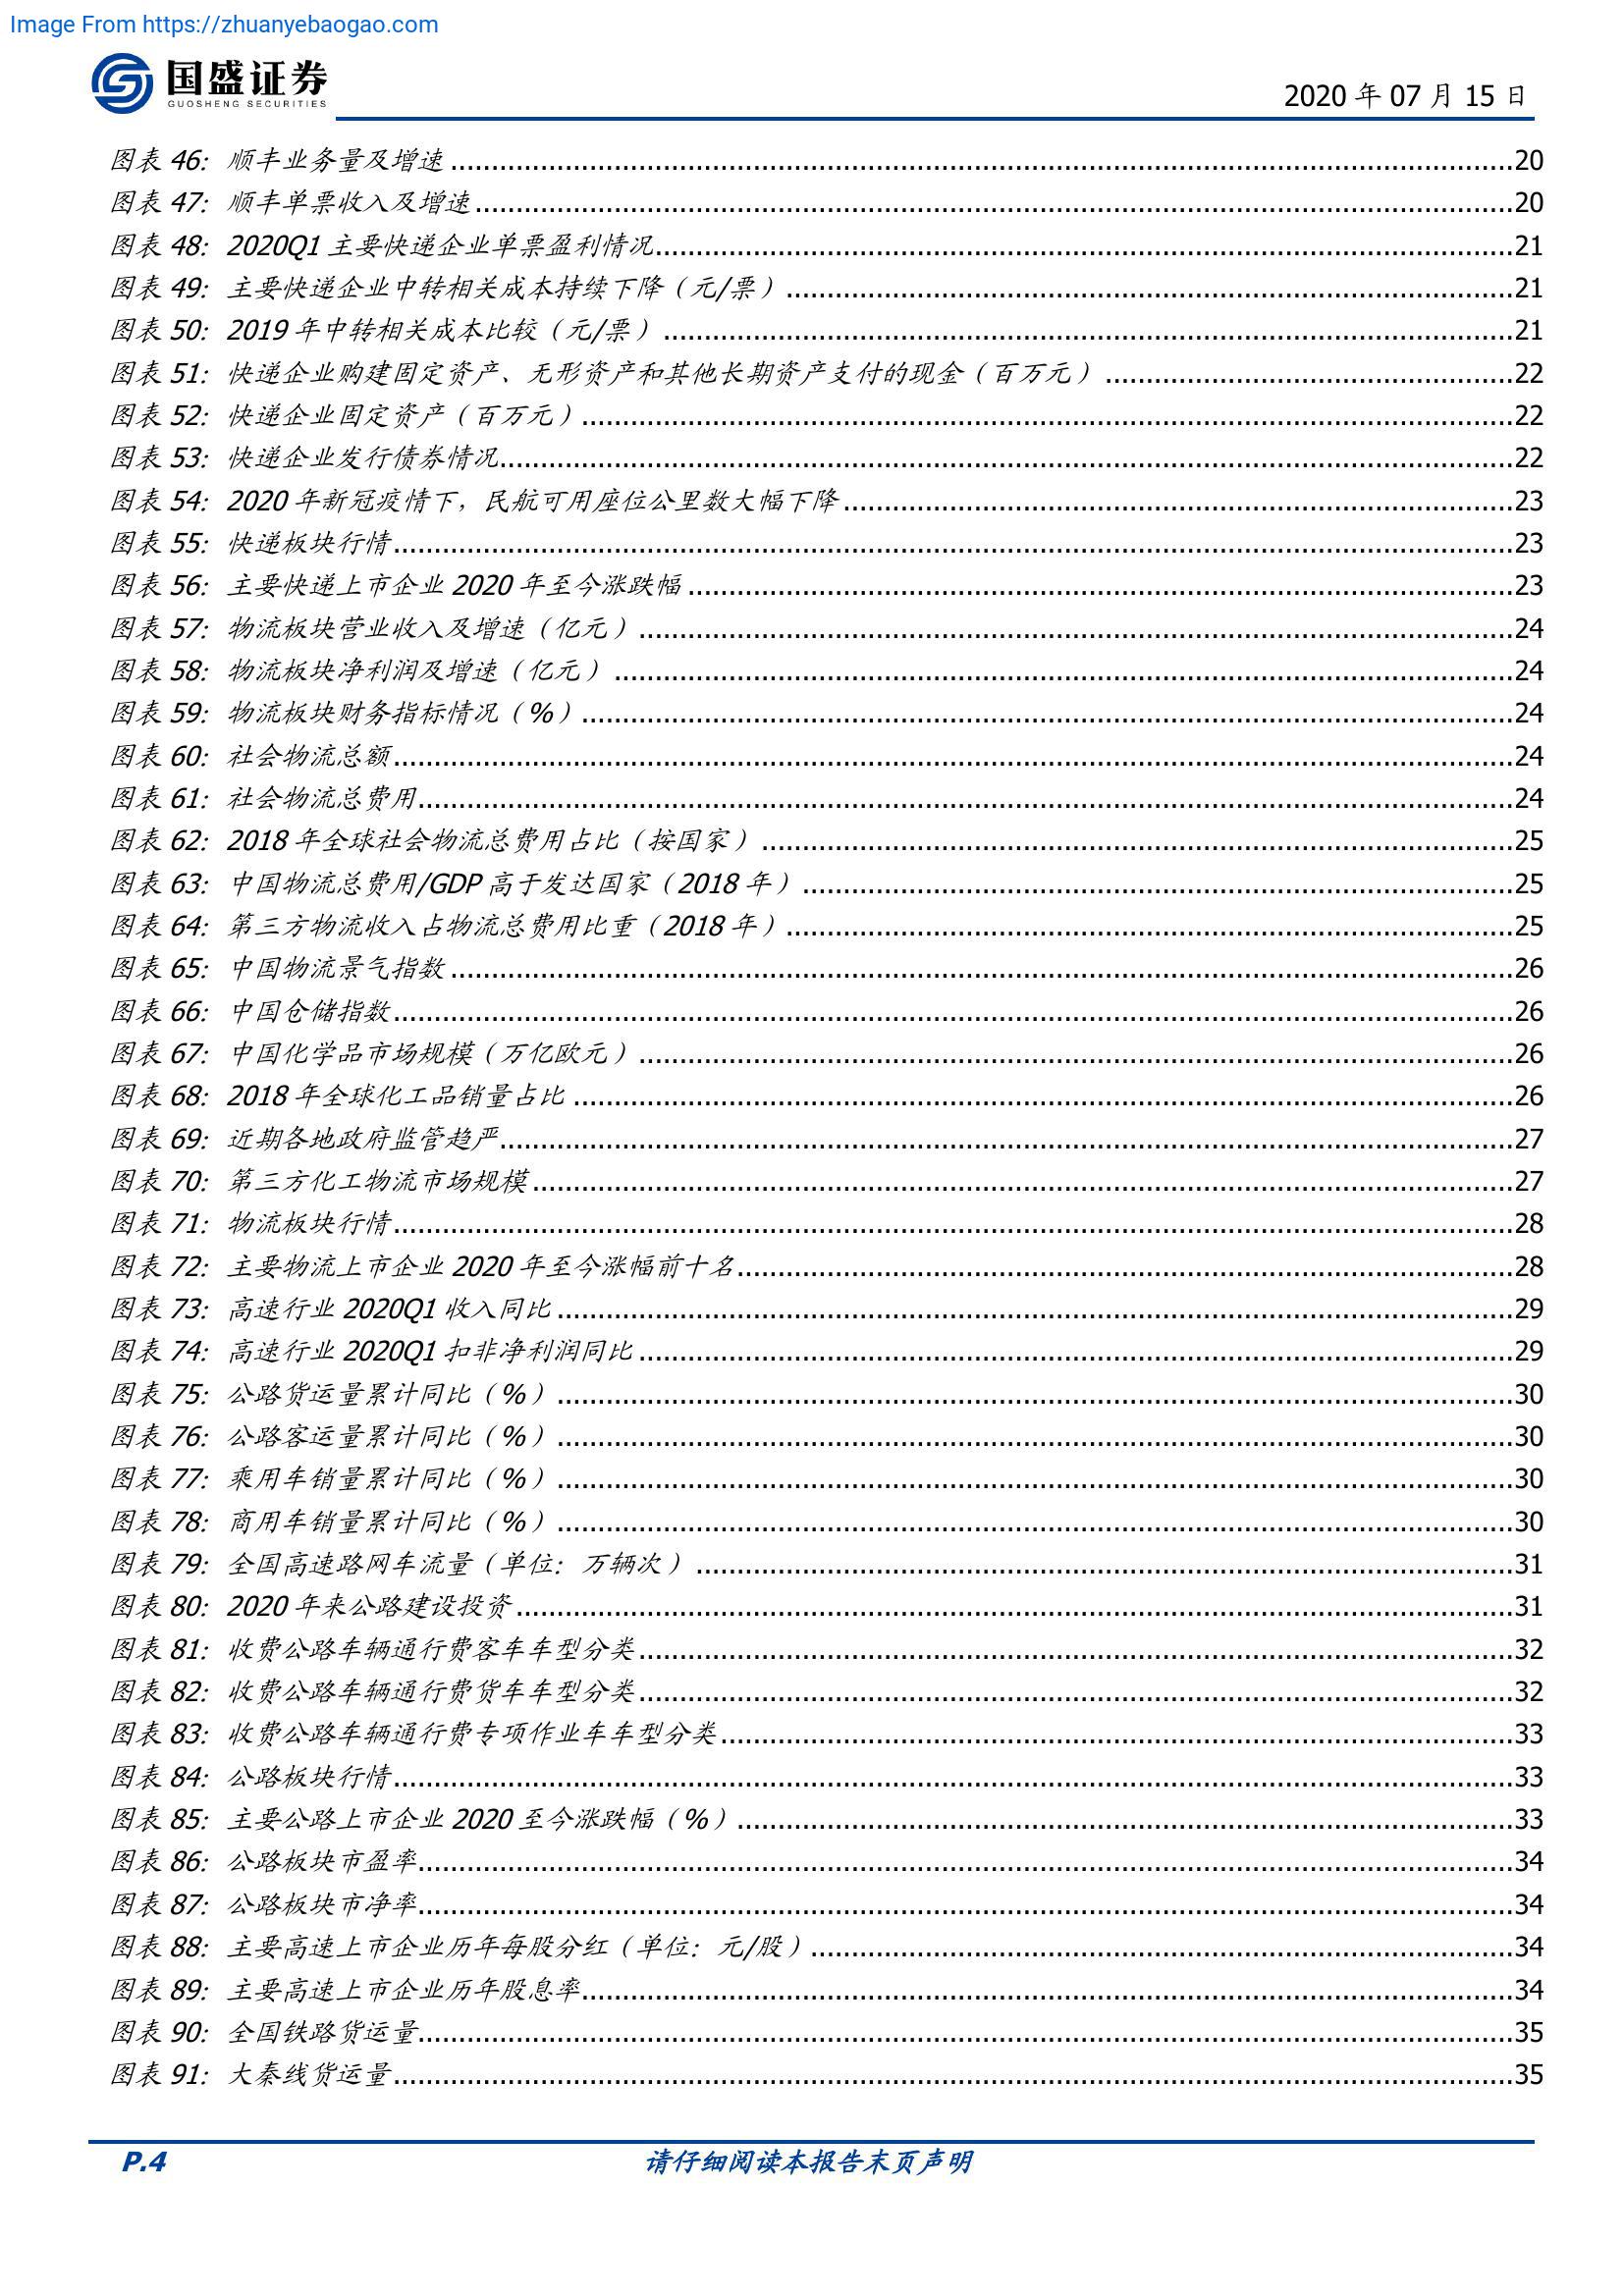 Image From https://zhuanyebaogao.com
国盛证券
GUOSHENG SECURITIES
2020 年 07 月 15 日
图表 46：顺丰业务量及增速 ........................................20
图表 47：顺丰单票收入及增速 ........................................20
图表 48：2020Q1 主要快递企业单票盈利情况 ........................................21
图表 49：主要快递企业中转相关成本持续下降（元/票） ........................................21
图表 50：2019 年中转相关成本比较（元/票） ........................................21
图表 51：快递企业购建固定资产、无形资产和其他长期资产支付的现金（百万元） ........................................22
图表 52：快递企业固定资产（百万元） ........................................22
图表 53：快递企业发行债券情况 ........................................22
图表 54：2020 年新冠疫情下，民航可用座位公里数大幅下降 ........................................23
图表 55：快递板块行情 ........................................23
图表 56：主要快递上市企业 2020 年至今涨跌幅 ........................................23
图表 57：物流板块营业收入及增速（亿元） ........................................24
图表 58：物流板块净利润及增速（亿元） ........................................24
图表 59：物流板块财务指标情况（%） ........................................24
图表 60：社会物流总额 ........................................24
图表 61：社会物流总费用 ........................................24
图表 62：2018 年全球社会物流总费用占比（按国家） ........................................25
图表 63：中国物流总费用/GDP 高于发达国家（2018 年） ........................................25
图表 64：第三方物流收入占物流总费用比重（2018 年） ........................................25
图表 65：中国物流景气指数 ........................................26
图表 66：中国仓储指数 ........................................26
图表 67：中国化学品市场规模（万亿欧元） ........................................26
图表 68：2018 年全球化工品销量占比 ........................................26
图表 69：近期各地政府监管趋严 ........................................27
图表 70：第三方化工物流市场规模 ........................................27
图表 71：物流板块行情 ........................................28
图表 72：主要物流上市企业 2020 年至今涨幅前十名 ........................................28
图表 73：高速行业 2020Q1 收入同比 ........................................29
图表 74：高速行业 2020Q1 扣非净利润同比 ........................................29
图表 75：公路货运量累计同比（%） ........................................30
图表 76：公路客运量累计同比（%） ........................................30
图表 77：乘用车销量累计同比（%） ........................................30
图表 78：商用车销量累计同比（%） ........................................30
图表 79：全国高速路网车流量（单位：万辆次） ........................................31
图表 80：2020 年来公路建设投资 ........................................31
图表 81：收费公路车辆通行费客车车型分类 ........................................32
图表 82：收费公路车辆通行费货车车型分类 ........................................32
图表 83：收费公路车辆通行费专项作业车车型分类 ........................................33
图表 84：公路板块行情 ........................................33
图表 85：主要公路上市企业 2020 至今涨跌幅（%） ........................................33
图表 86：公路板块市盈率 ........................................34
图表 87：公路板块市净率 ........................................34
图表 88：主要高速上市企业历年每股分红（单位：元/股） ........................................34
图表 89：主要高速上市企业历年股息率 ........................................34
图表 90：全国铁路货运量 ........................................35
图表 91：大秦线货运量 ........................................35
P.4 请仔细阅读本报告末页声明